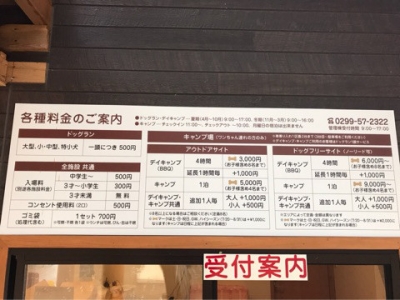 各種料金のご案内
☎0299-57-2322
ドッグラン
大型、小・中型、特小犬 一頭につき 500円
全施設 共通
入場料
中学生〜 500円
3才〜小学生 300円
3才未満 無 料
コンセント使用料(2口) 500円
ゴミ袋 1セット 700円
キャンプ場
アウトドアサイト
デイキャンプ(BBQ) 4時間 3,000円
延長1時間毎 +1,000円
キャンプ 1泊 5,000円
デイキャンプ・キャンプ共通 追加1人毎 大人 +1,000円
小人 +500円
ドッグフリーサイト(ノーリード可)
デイキャンプ(BBQ) 4時間 6,000円〜
延長1時間毎 +1,000円
キャンプ 1泊 9,000円〜
デイキャンプ・キャンプ共通 追加1人毎 大人 +1,000円
小人 +500円
受付案内